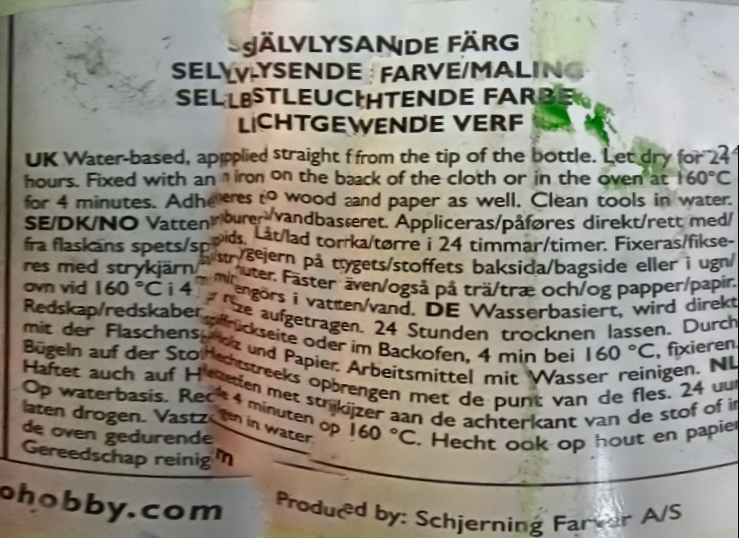 SJÄLVLYSANDE FÄRG
SELVLYSENDE FARVE/MALING
SELBSTLEUCHTENDE FARBE
LICHTGEWENDE VERF
UK Water-based, applied straight from the tip of the bottle. Let dry for 24
hours. Fixed with an iron on the back of the cloth or in the oven at 160°C
for 4 minutes. Adheres to wood and paper as well. Clean tools in water.
SE/DK/NO Vattenburen/vandbaseret. Appliceras/påføres direkt/rett med/
fra flaskans spets/spids. Låt/lad torka/tørre i 24 timmar/timer. Fixeras/fikse-
res med strykjärn/strygejern på tygets/stoffets baksida/bagside eller i ugn/
ovn vid 160 °C i 4 minuter. Fäster även/også på trä/træ och/og papper/papir.
Redskap/redskaber rengörs i vatten/vand. DE Wasserbasiert, wird direkt
mit der Flaschenspitze aufgetragen. 24 Stunden trocknen lassen. Durch
Bügeln auf der Stoffrückseite oder im Backofen, 4 min bei 160 °C, fixieren.
Haftet auch auf Holz und Papier. Arbeitsmittel mit Wasser reinigen. NL
Op waterbasis. Rechtstreeks opbrengen met de punt van de fles. 24 uur
laten drogen. Vastzetten met strijkijzer aan de achterkant van de stof of in
de oven gedurende 4 minuten op 160 °C. Hecht ook op hout en papier
Gereedschap reinigen in water.
ohobby.com
Produced by: Schjerning Farver A/S